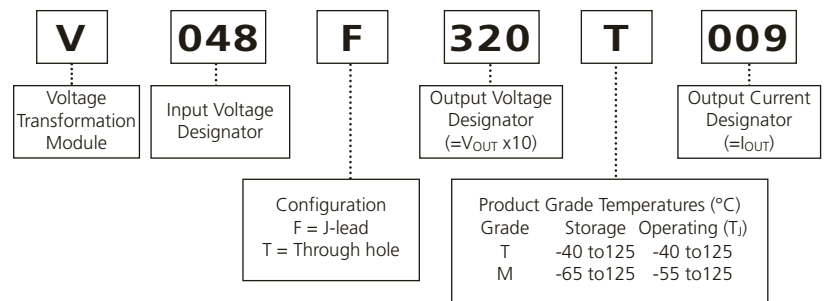 V 048 F 320 T 009
Voltage
Transformation
Module
Input Voltage
Designator
Output Voltage
Designator
(=VOUT x10)
Output Current
Designator
(=IOUT)
Configuration
F = J-lead
T = Through hole
Product Grade Temperatures (°C)
Grade Storage Operating (TJ)
T -40 to125 -40 to125
M -65 to125 -55 to125